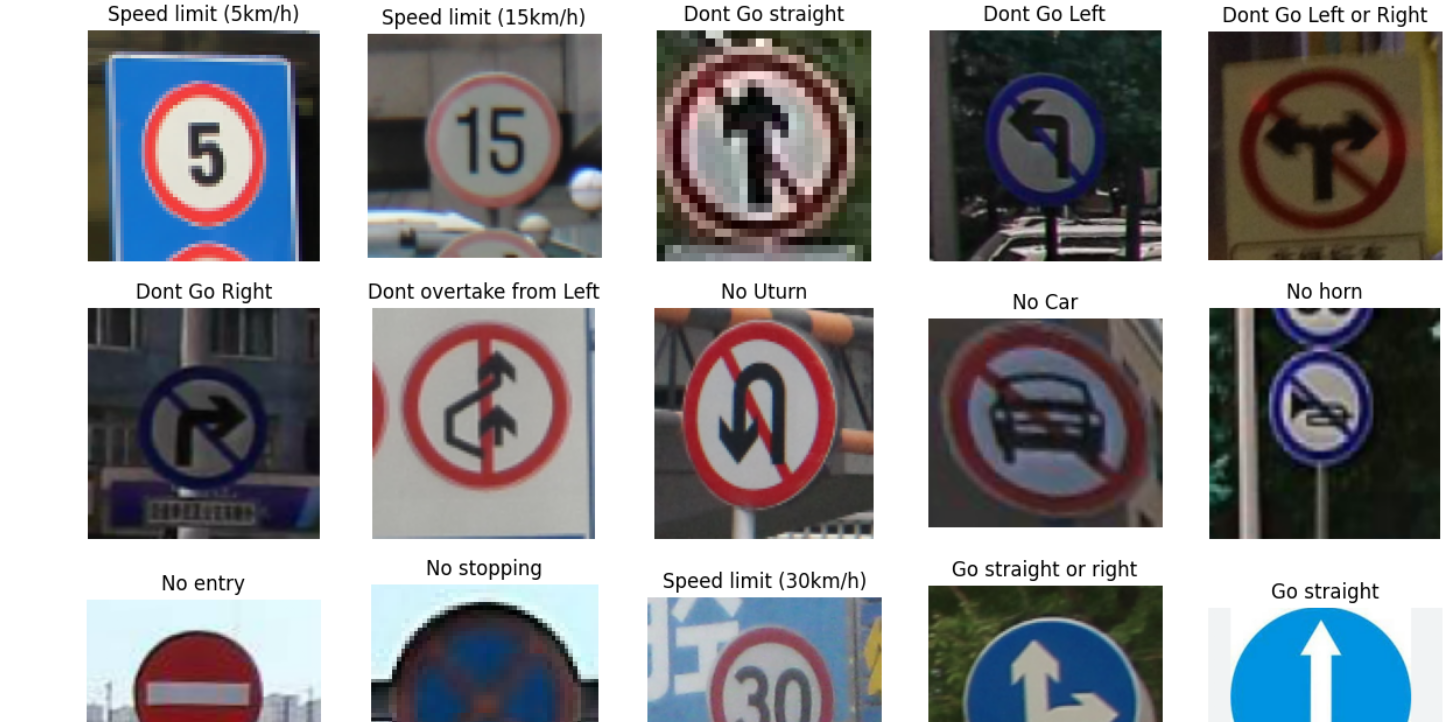 Speed limit (5km/h)
Speed limit (15km/h)
Dont Go straight
Dont Go Left
Dont Go Left or Right
5
15
Dont Go Right
Dont overtake from Left
No Uturn
No Car
No horn
No entry
No stopping
Speed limit (30km/h)
Go straight or right
Go straight
30